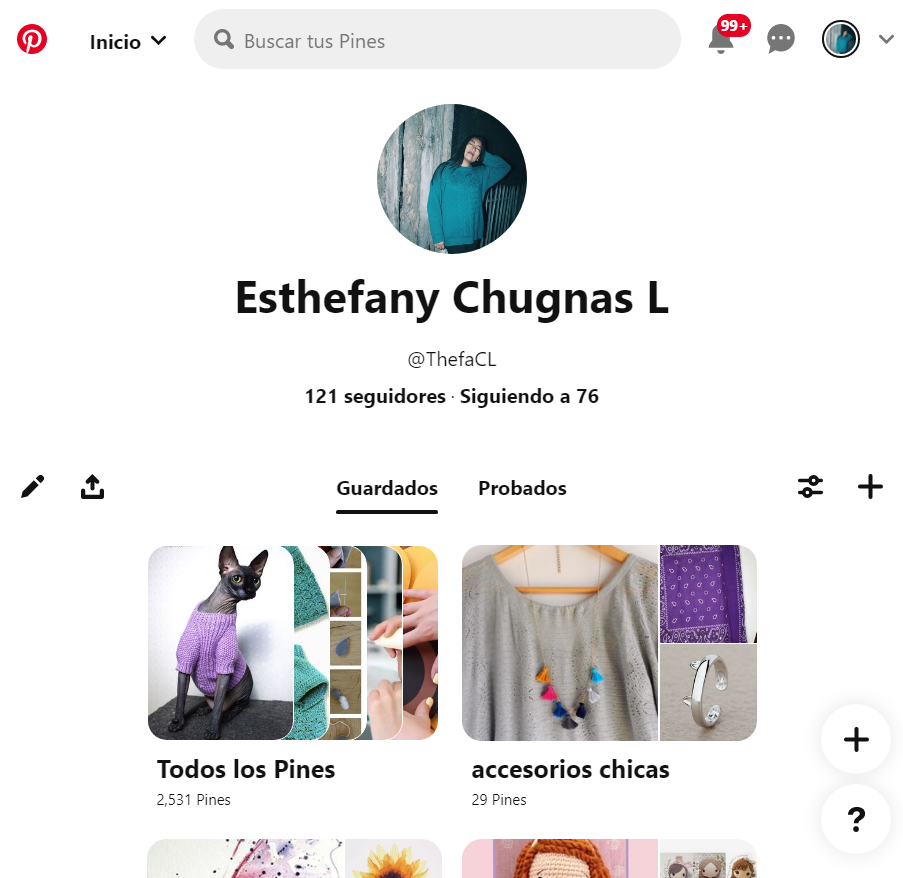 Inicio
Buscar tus Pines
99+
Esthefany Chugnas L
@ThefaCL
121 seguidores · Siguiendo a 76
Guardados
Probados
Todos los Pines
2,531 Pines
accesorios chicas
29 Pines
?